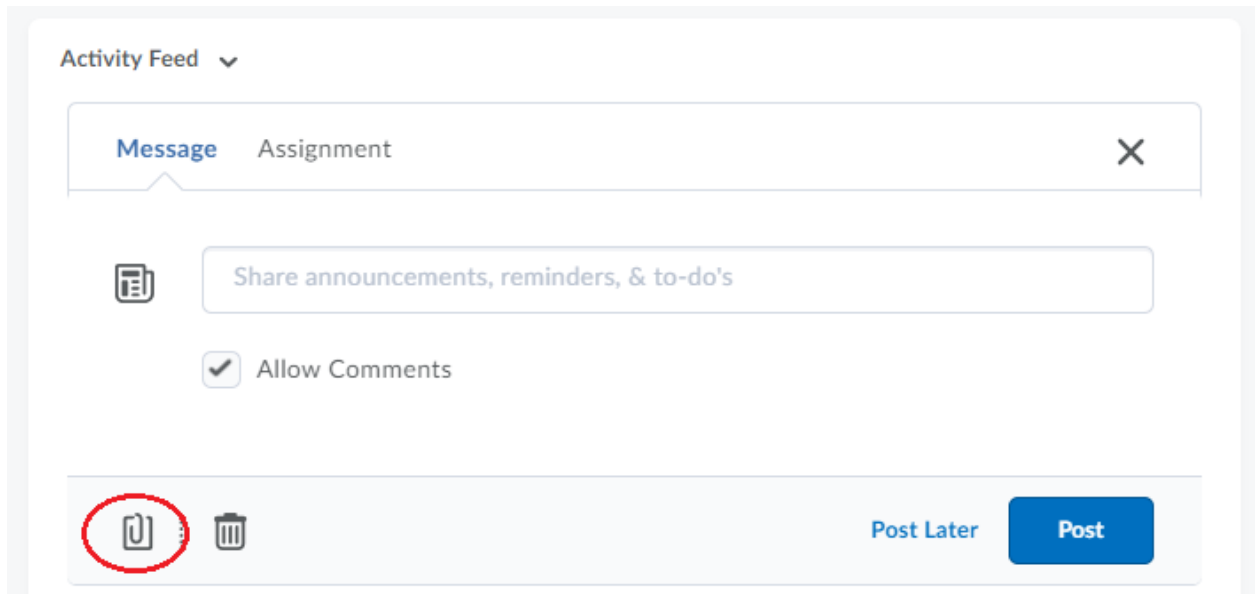 Activity Feed
Message Assignment
Share announcements, reminders, & to-do's
Allow Comments
Post Later Post